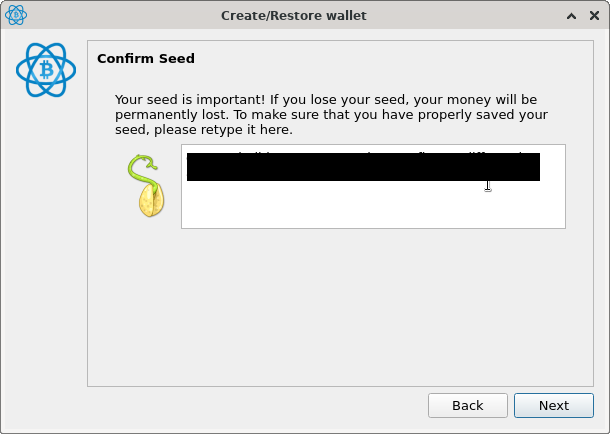 Create/Restore wallet
Confirm Seed
Your seed is important! If you lose your seed, your money will be
permanently lost. To make sure that you have properly saved your
seed, please retype it here.
Back
Next